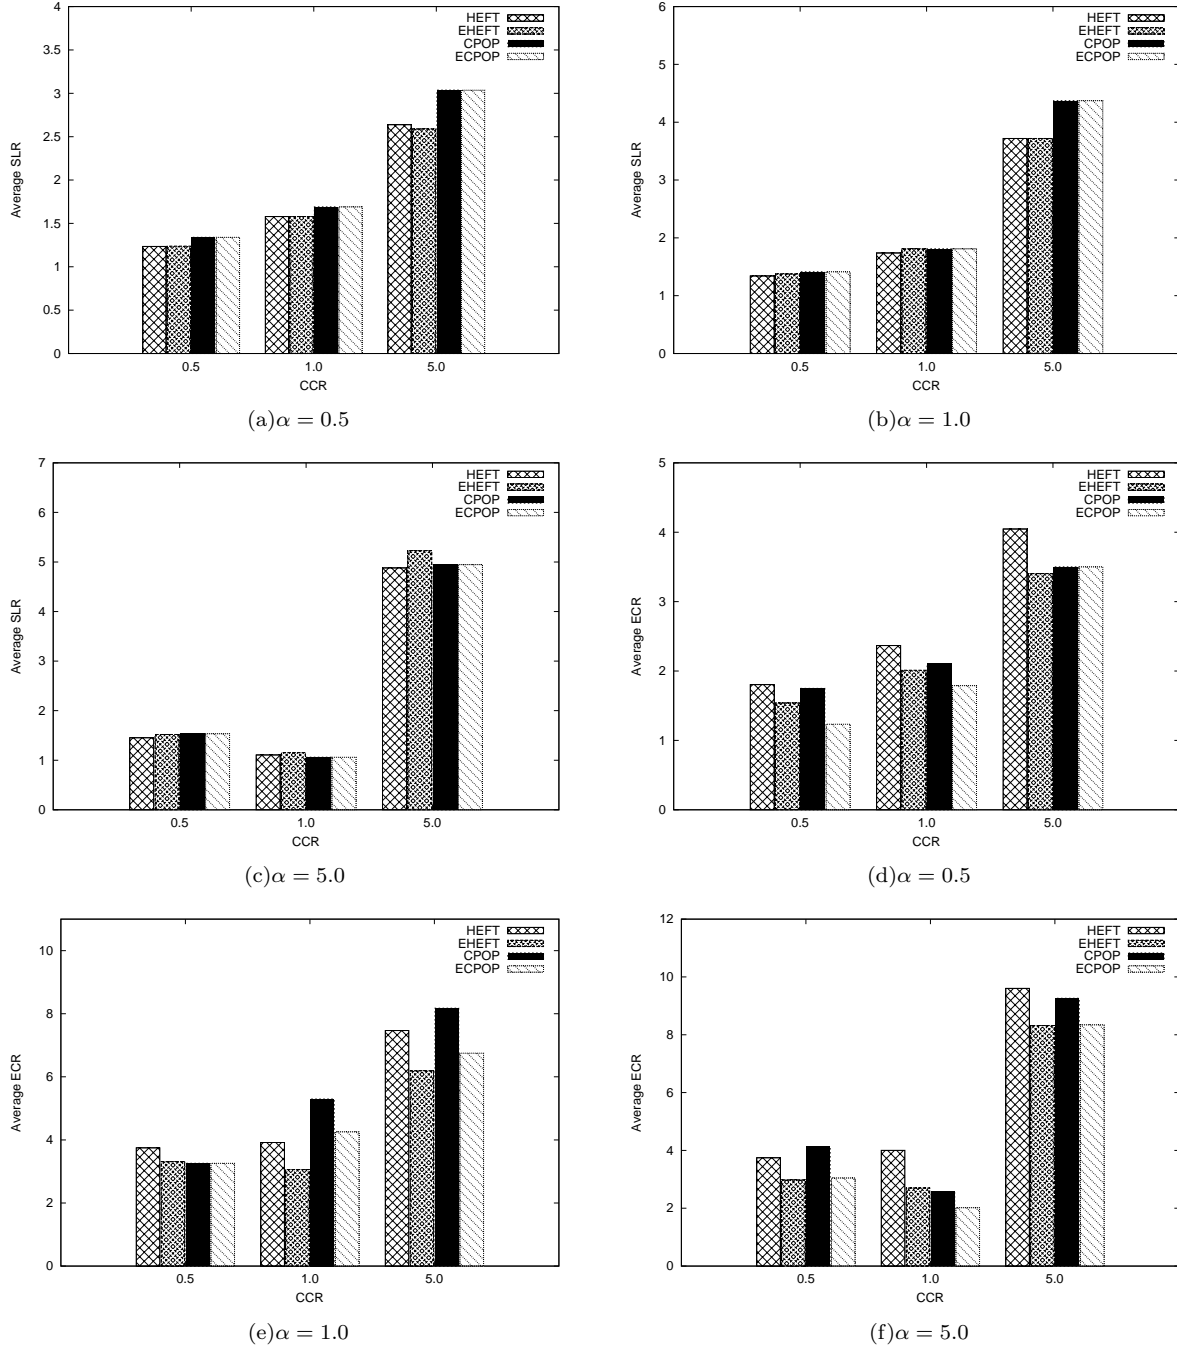 HEFT
EHEFT
CPOP
ECPOP
4
3.5
3
2.5
2
1.5
1
0.5
0
Average SLR
0.5 1.0 5.0
CCR
(a)α = 0.5
HEFT
EHEFT
CPOP
ECPOP
6
5
4
3
2
1
0
Average SLR
0.5 1.0 5.0
CCR
(b)α = 1.0
HEFT
EHEFT
CPOP
ECPOP
7
6
5
4
3
2
1
0
Average SLR
0.5 1.0 5.0
CCR
(c)α = 5.0
HEFT
EHEFT
CPOP
ECPOP
5
4
3
2
1
0
Average ECR
0.5 1.0 5.0
CCR
(d)α = 0.5
HEFT
EHEFT
CPOP
ECPOP
10
8
6
4
2
0
Average ECR
0.5 1.0 5.0
CCR
(e)α = 1.0
HEFT
EHEFT
CPOP
ECPOP
12
10
8
6
4
2
0
Average ECR
0.5 1.0 5.0
CCR
(f)α = 5.0